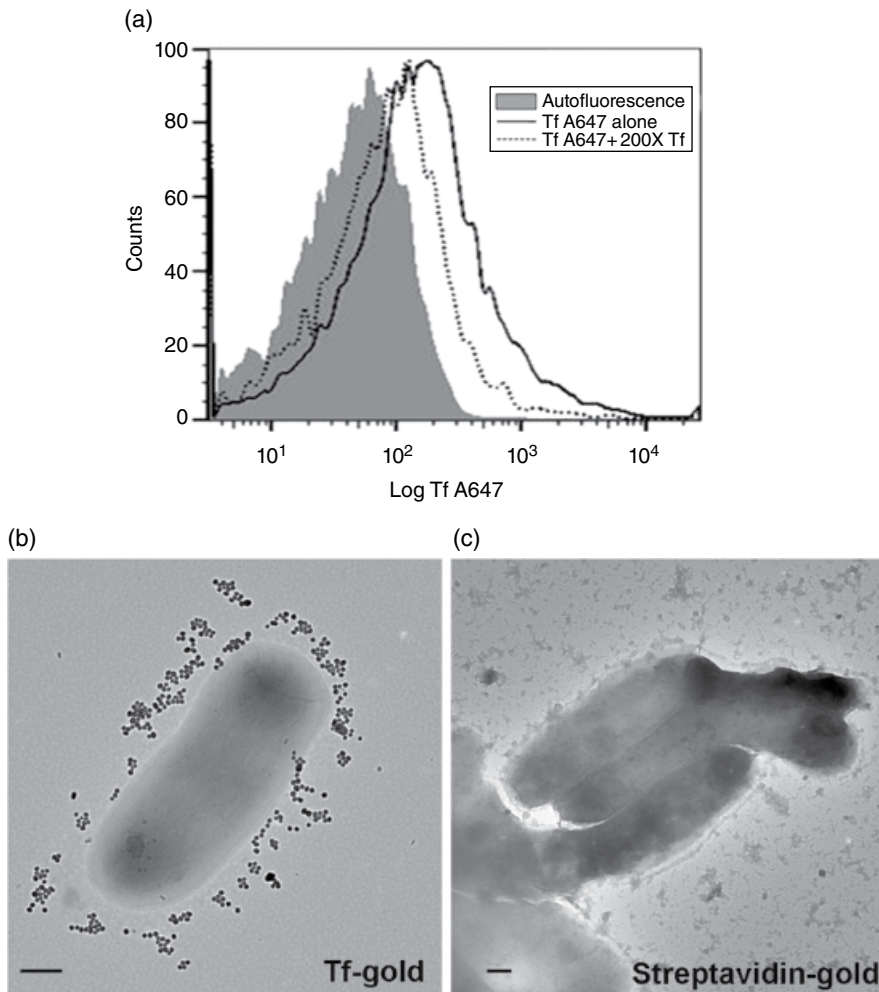 (a)
100
80
60
40
20
0
Counts
Autofluorescence
Tf A647 alone
Tf A647+200X Tf
10¹
10²
10³
10⁴
Log Tf A647
(b)
(c)
Tf-gold
Streptavidin-gold